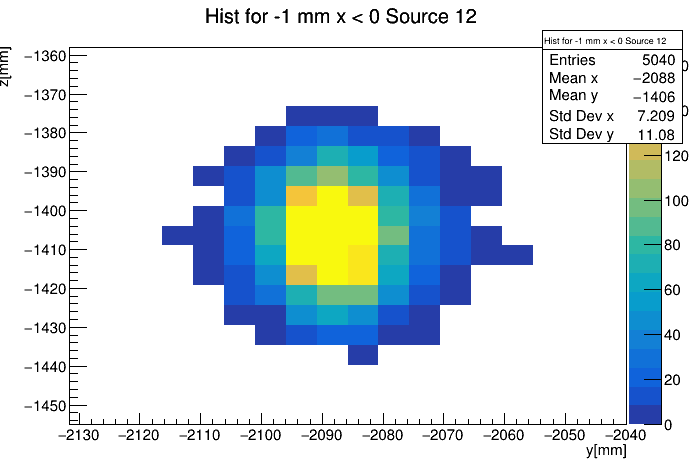 Hist for -1 mm x < 0 Source 12
Hist for -1 mm x < 0 Source 12
Entries 5040
Mean x −2088
Mean y −1406
Std Dev x 7.209
Std Dev y 11.08
z[mm]
−1360
−1370
−1380
−1390
−1400
−1410
−1420
−1430
−1440
−1450
−2130 −2120 −2110 −2100 −2090 −2080 −2070 −2060 −2050 −2040
y[mm]
120
100
80
60
40
20
0